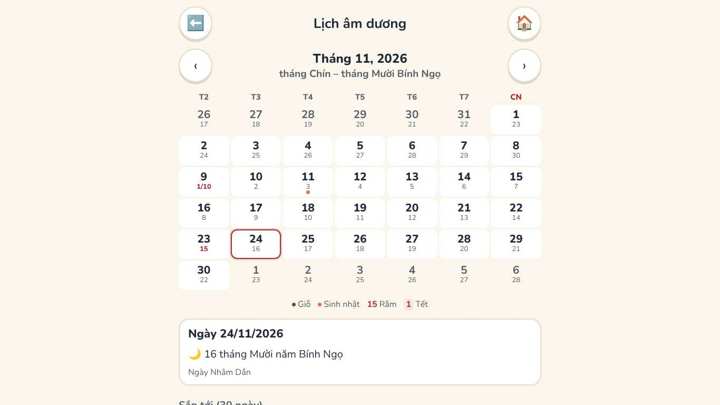 Lịch âm dương
Tháng 11, 2026
tháng Chín – tháng Mười Bính Ngọ
T2 T3 T4 T5 T6 T7 CN
26 27 28 29 30 31 1
17 18 19 20 21 22 23
2 3 4 5 6 7 8
24 25 26 27 28 29 30
9 10 11 12 13 14 15
1/10 2 3 4 5 6 7
16 17 18 19 20 21 22
8 9 10 11 12 13 14
23 24 25 26 27 28 29
15 16 17 18 19 20 21
30 1 2 3 4 5 6
22 23 24 25 26 27 28
Giỗ Sinh nhật 15 Rằm 1 Tết
Ngày 24/11/2026
16 tháng Mười năm Bính Ngọ
Ngày Nhâm Dần
Sắp tới (30 ngày)